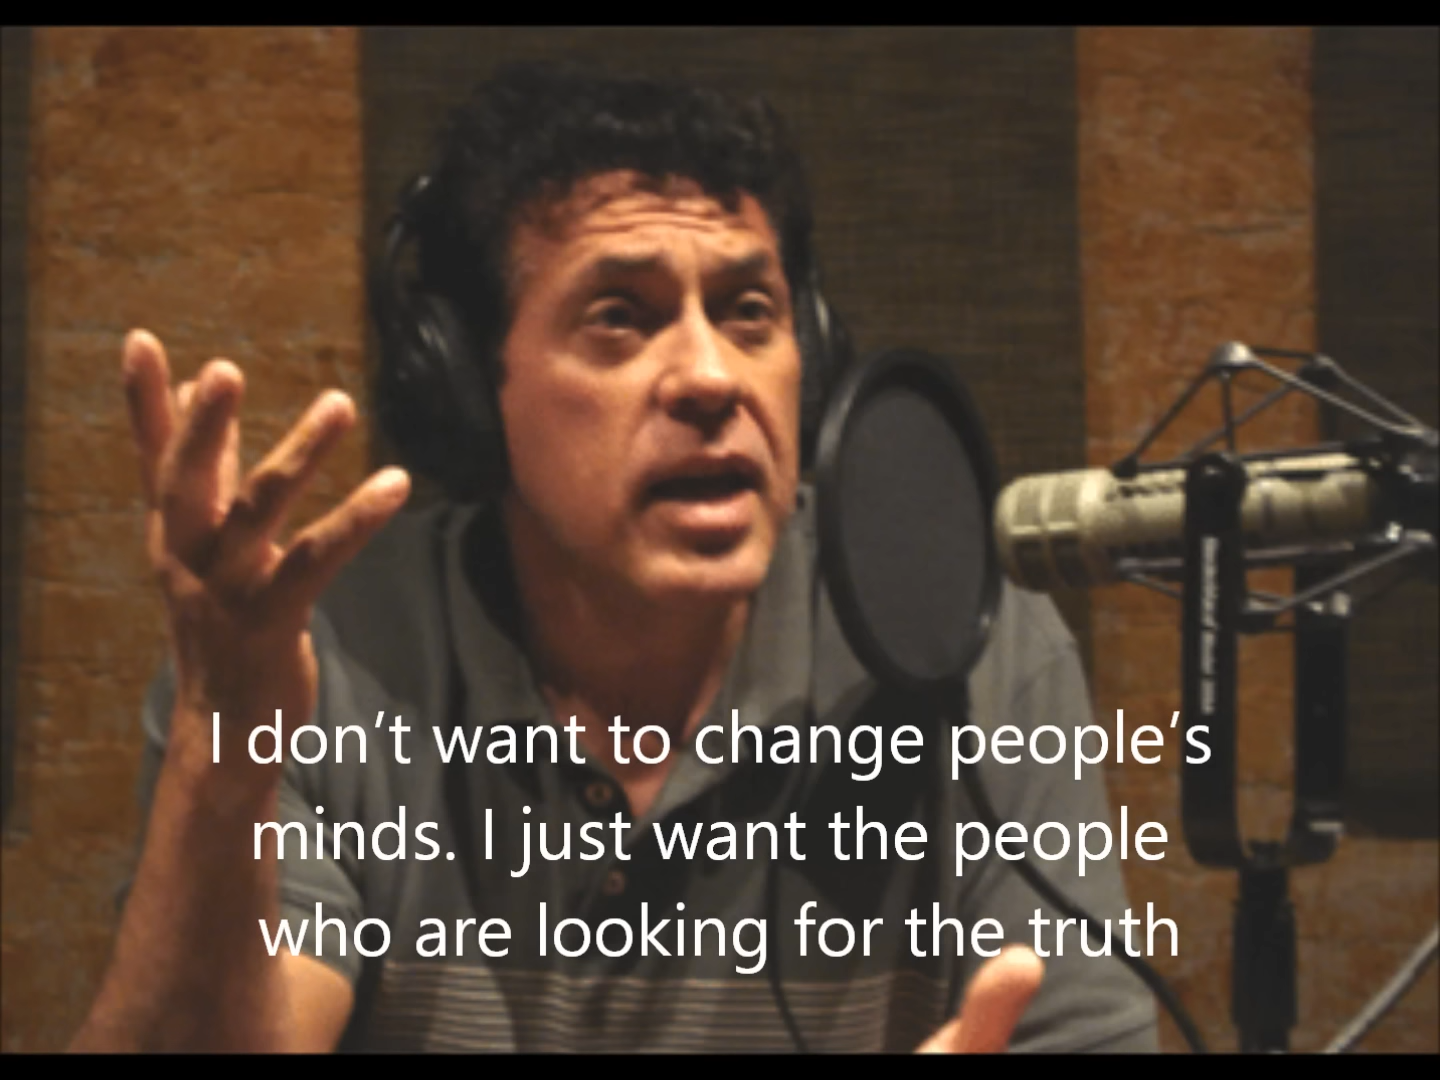 I don’t want to change people’s
minds. I just want the people
who are looking for the truth